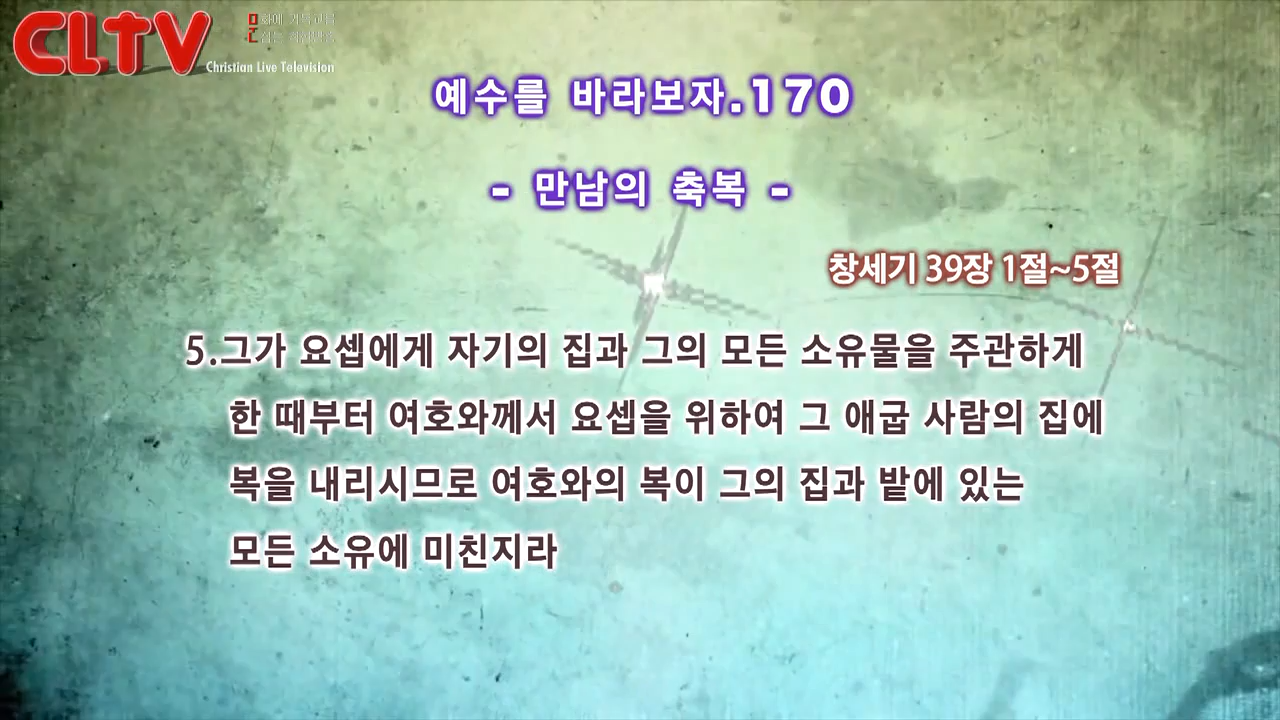 CLTV
Christian Live Television
예수를 바라보자.170
- 만남의 축복 -
창세기 39장 1절~5절
5.그가 요셉에게 자기의 집과 그의 모든 소유물을 주관하게
한 때부터 여호와께서 요셉을 위하여 그 애굽 사람의 집에
복을 내리시므로 여호와의 복이 그의 집과 밭에 있는
모든 소유에 미친지라